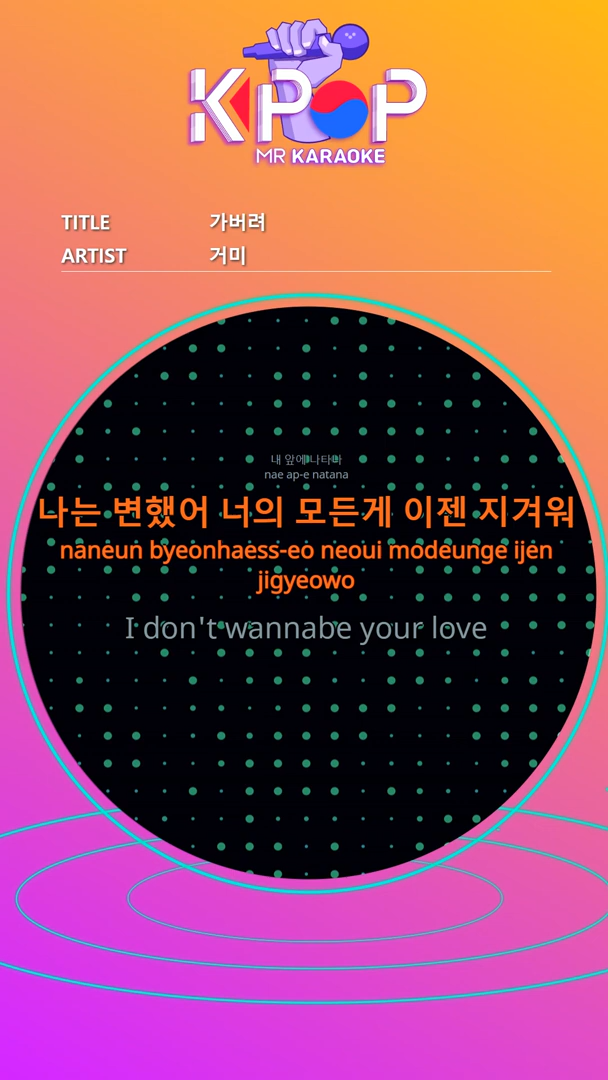 KPOP
MR KARAOKE
TITLE 가버려
ARTIST 거미
내 앞에 나타나
nae ap-e natana
나는 변했어 너의 모든게 이젠 지겨워
naneun byeonhaess-eo neoui modeunge ijen
jigyeowo
I don't wannabe your love